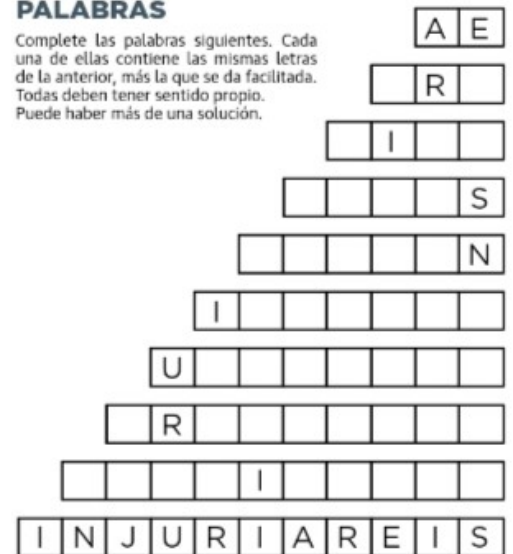 PALABRAS
Complete las palabras siguientes. Cada
una de ellas contiene las mismas letras
de la anterior, más la que se da facilitada.
Todas deben tener sentido propio.
Puede haber más de una solución.
A E
R
I
S
N
I
U
R
I
I N J U R I A R E I S